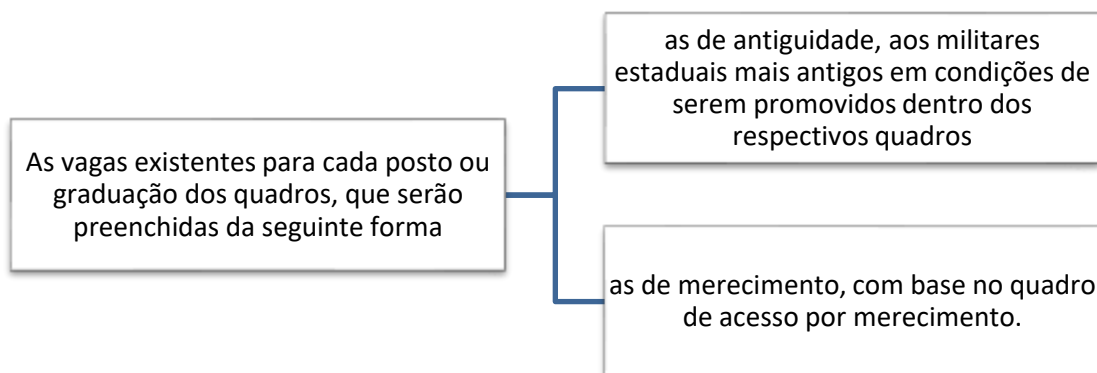 As vagas existentes para cada posto ou
graduação dos quadros, que serão
preenchidas da seguinte forma
as de antiguidade, aos militares
estaduais mais antigos em condições de
serem promovidos dentro dos
respectivos quadros
as de merecimento, com base no quadro
de acesso por merecimento.